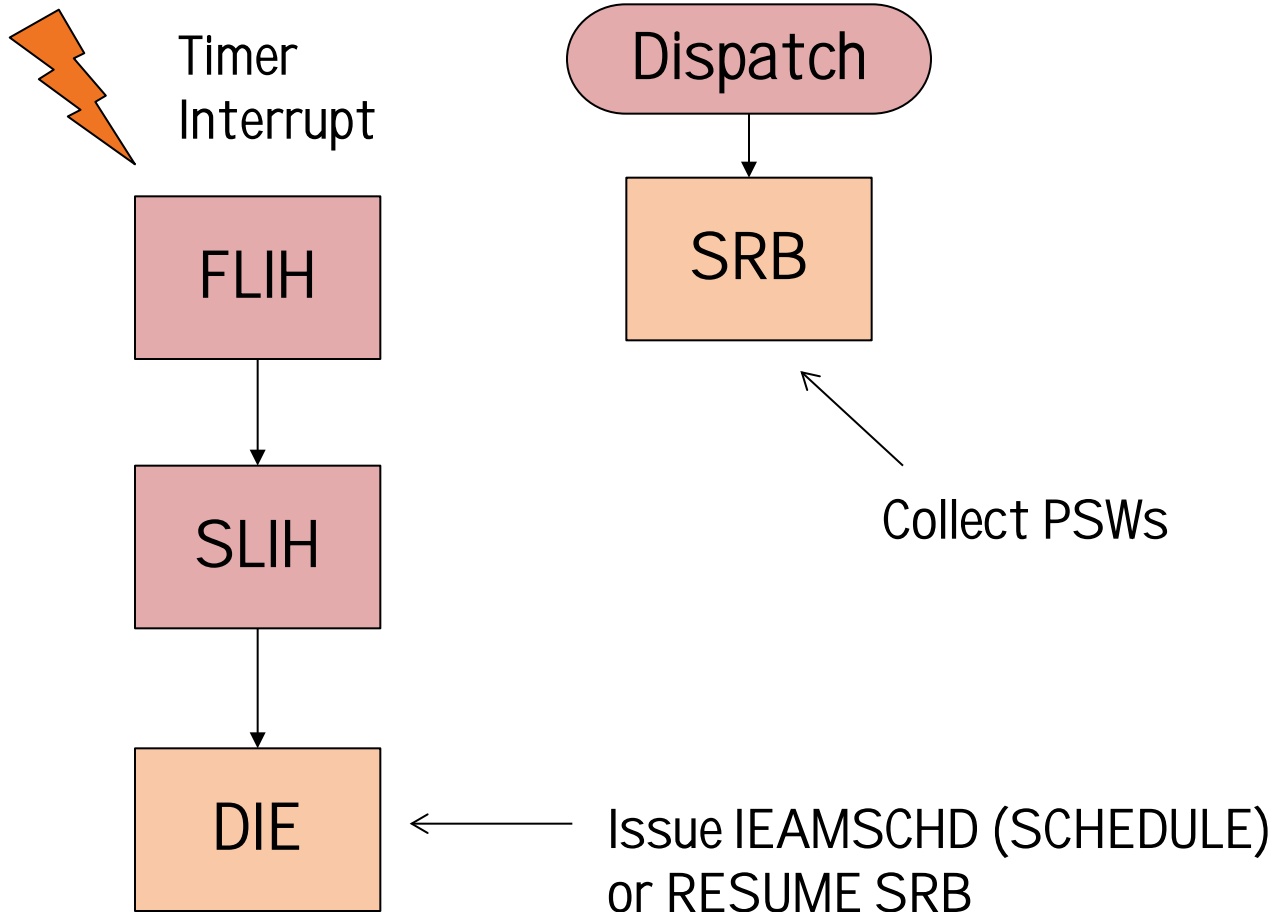 Timer
Interrupt
Dispatch
FLIH
SRB
SLIH
Collect PSWs
DIE
Issue IEAMSCHD (SCHEDULE)
or RESUME SRB